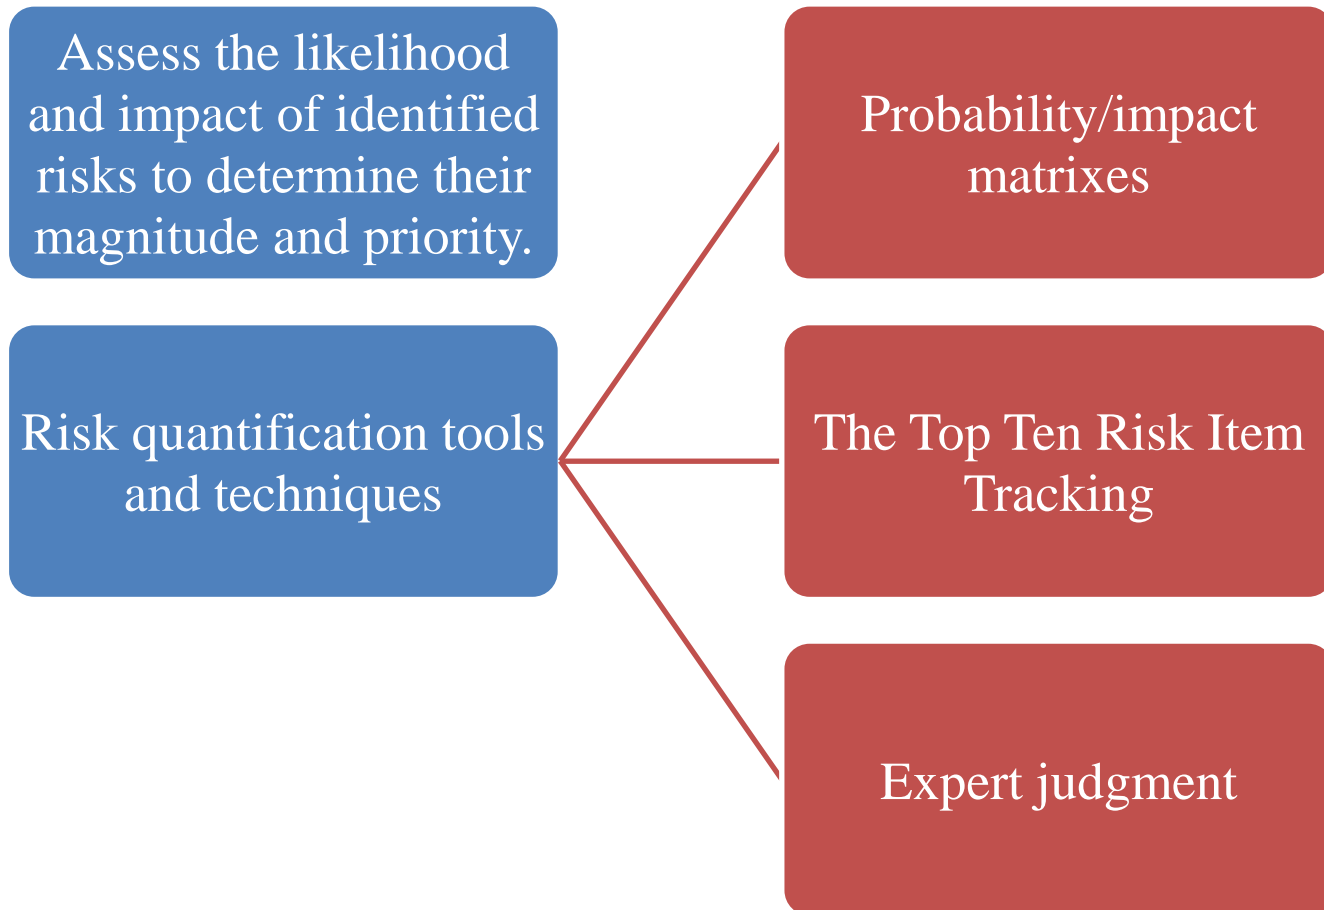 Assess the likelihood
and impact of identified
risks to determine their
magnitude and priority.
Risk quantification tools
and techniques
Probability/impact
matrixes
The Top Ten Risk Item
Tracking
Expert judgment